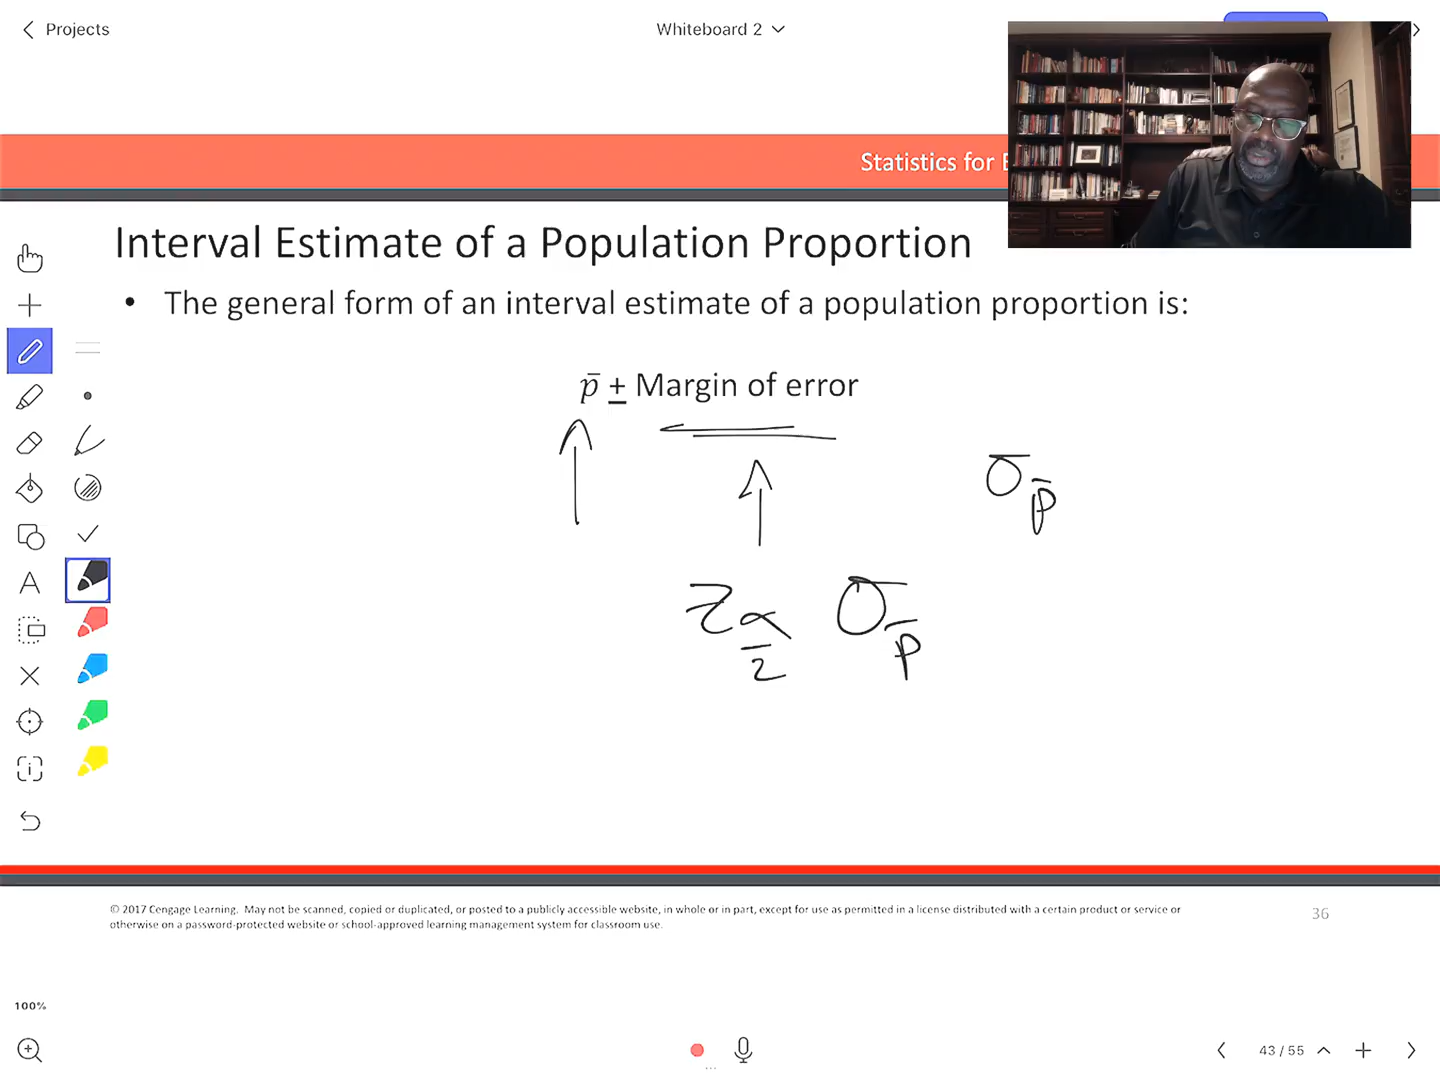 Projects
Whiteboard 2
Statistics for
Interval Estimate of a Population Proportion
• The general form of an interval estimate of a population proportion is:
p̄ ± Margin of error
σ p̄
z α/2 σ p̄
© 2017 Cengage Learning. May not be scanned, copied or duplicated, or posted to a publicly accessible website, in whole or in part, except for use as permitted in a license distributed with a certain product or service or
otherwise on a password-protected website or school-approved learning management system for classroom use.
36
100%
43 / 55